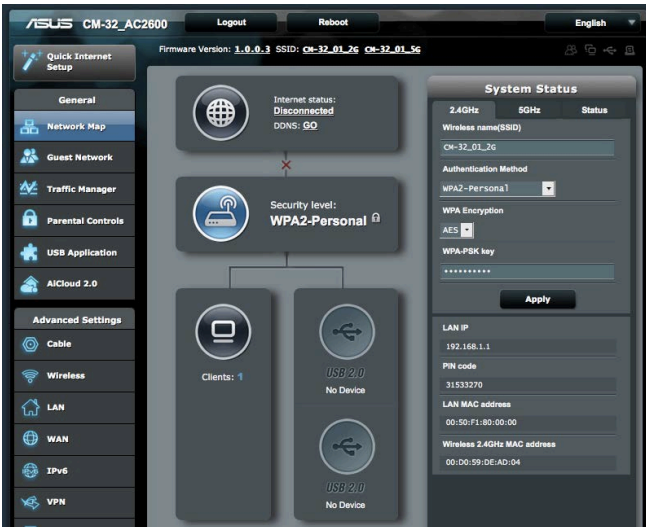 ASUS CM-32_AC2600
Logout
Reboot
English
Quick Internet
Setup
Firmware Version: 1.0.0.3 SSID: CM-32_01_2G CM-32_01_5G
General
Network Map
Guest Network
Traffic Manager
Parental Controls
USB Application
AiCloud 2.0
Advanced Settings
Cable
Wireless
LAN
WAN
IPv6
VPN
Internet status:
Disconnected
DDNS: GO
Security level:
WPA2-Personal
Clients: 1
USB 2.0
No Device
USB 2.0
No Device
System Status
2.4GHz
5GHz
Status
Wireless name(SSID)
CM-32_01_2G
Authentication Method
WPA2-Personal
WPA Encryption
AES
WPA-PSK key
Apply
LAN IP
192.168.1.1
PIN code
31533270
LAN MAC address
00:50:F1:80:00:00
Wireless 2.4GHz MAC address
00:D0:59:DE:AD:04